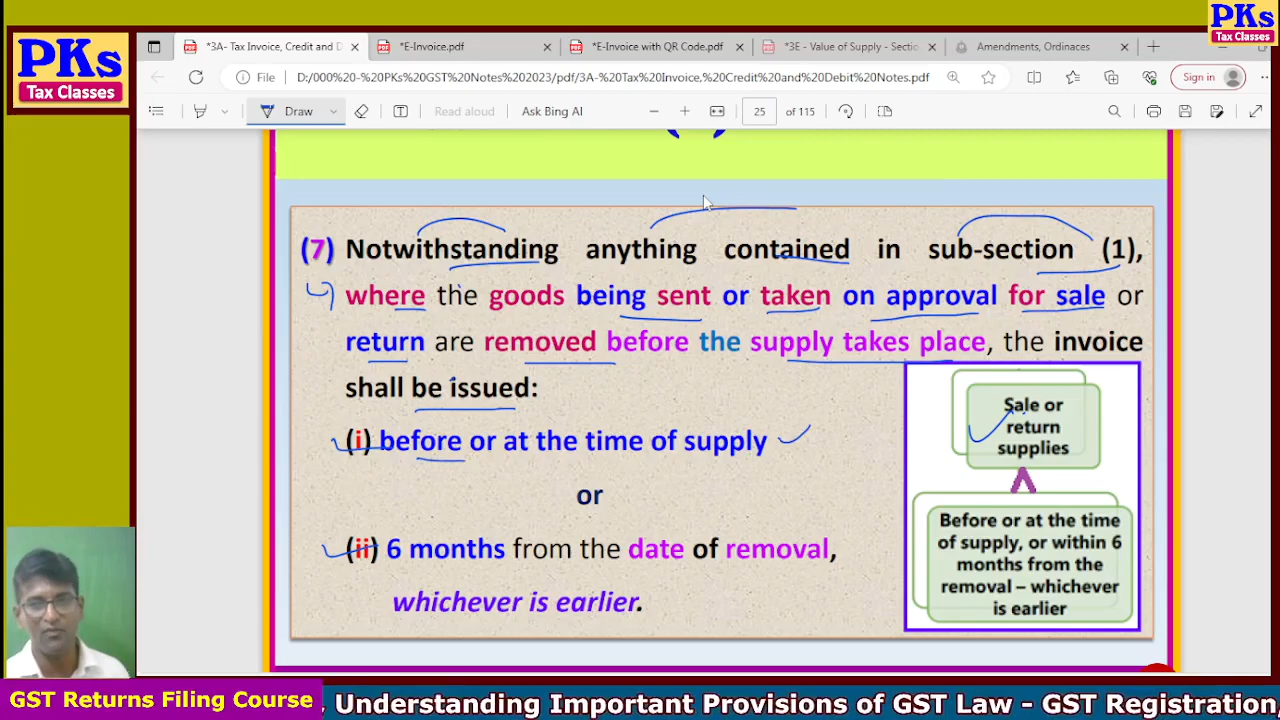 PKs
Tax Classes
PKs
Tax Classes
*3A- Tax Invoice, Credit and D
*E-Invoice.pdf
*E-Invoice with QR Code.pdf
*3E - Value of Supply - Sectio
Amendments, Ordinaces
File
D:/000%20-%20PKs%20GST%20Notes%202023/pdf/3A-%20Tax%20Invoice,%20Credit%20and%20Debit%20Notes.pdf
Sign in
Draw
Read aloud
Ask Bing AI
25
of 115
(7) Notwithstanding anything contained in sub-section (1),
where the goods being sent or taken on approval for sale or
return are removed before the supply takes place, the invoice
shall be issued:
(i) before or at the time of supply
or
(ii) 6 months from the date of removal,
whichever is earlier.
Sale or
return
supplies
Before or at the time
of supply, or within 6
months from the
removal – whichever
is earlier
GST Returns Filing Course
, Understanding Important Provisions of GST Law - GST Registration,